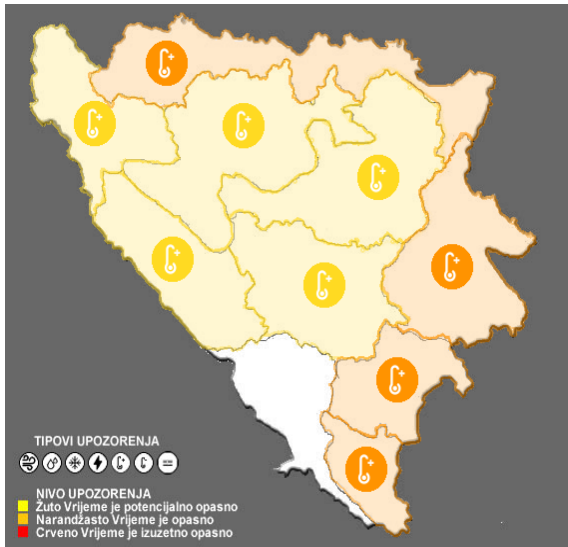 TIPOVI UPOZORENJA
NIVO UPOZORENJA
Žuto Vrijeme je potencijalno opasno
Narandžasto Vrijeme je opasno
Crveno Vrijeme je izuzetno opasno